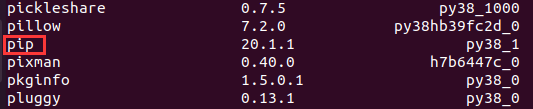 pickleshare 0.7.5 py38_1000
pillow 7.2.0 py38hb39fc2d_0
pip 20.1.1 py38_1
pixman 0.40.0 h7b6447c_0
pkginfo 1.5.0.1 py38_0
pluggy 0.13.1 py38_0